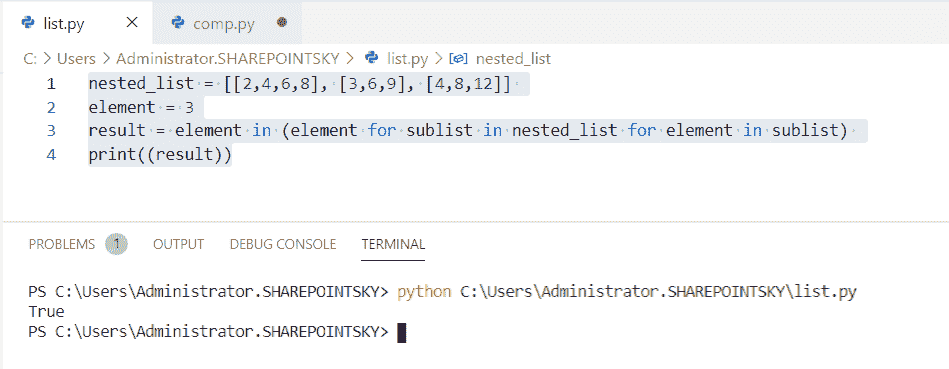 list.py × comp.py
C: > Users > Administrator.SHAREPOINTSKY > list.py > nested_list
1 nested_list = [[2,4,6,8], [3,6,9], [4,8,12]]
2 element = 3
3 result = element in (element for sublist in nested_list for element in sublist)
4 print((result))
PROBLEMS 1 OUTPUT DEBUG CONSOLE TERMINAL
PS C:\Users\Administrator.SHAREPOINTSKY> python C:\Users\Administrator.SHAREPOINTSKY\list.py
True
PS C:\Users\Administrator.SHAREPOINTSKY>